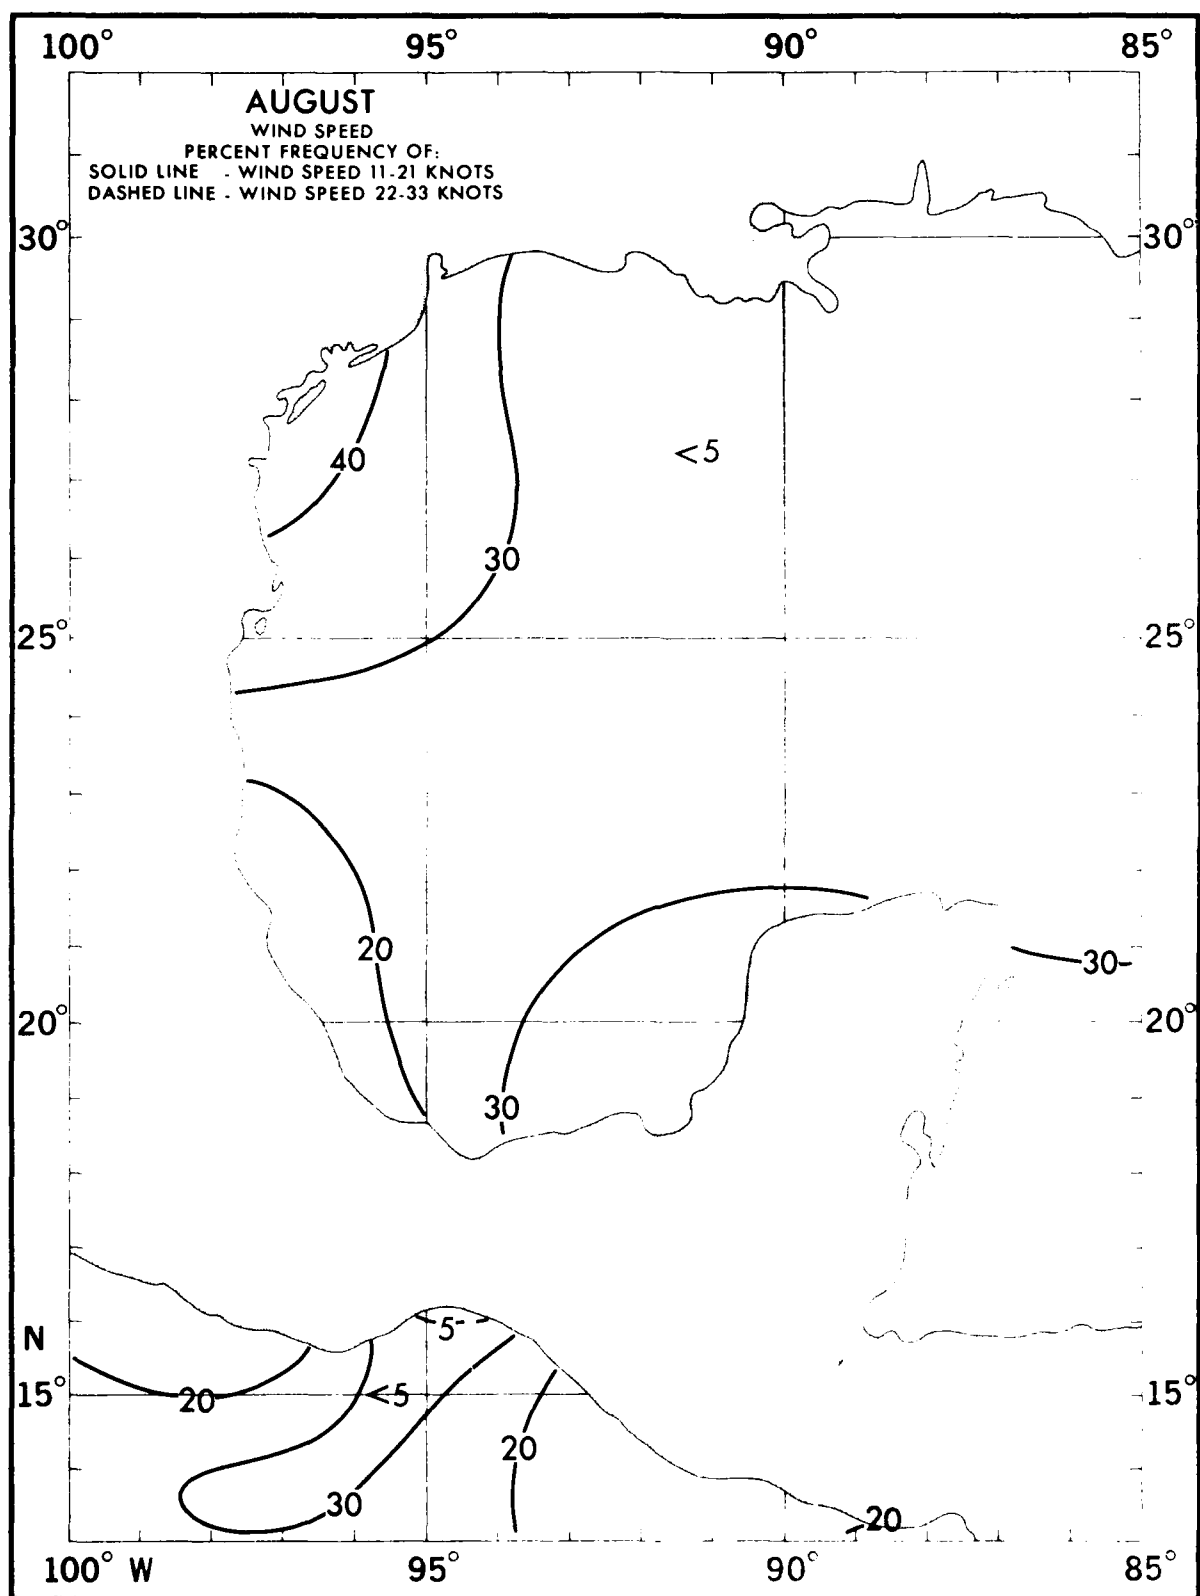 100° 95° 90° 85°
AUGUST
WIND SPEED
PERCENT FREQUENCY OF:
SOLID LINE - WIND SPEED 11-21 KNOTS
DASHED LINE - WIND SPEED 22-33 KNOTS
30° 30°
<5
40
30
25° 25°
20
30-
20° 20°
30
N
5
20
<5
15° 15°
20
30
20
100° W 95° 90° 85°